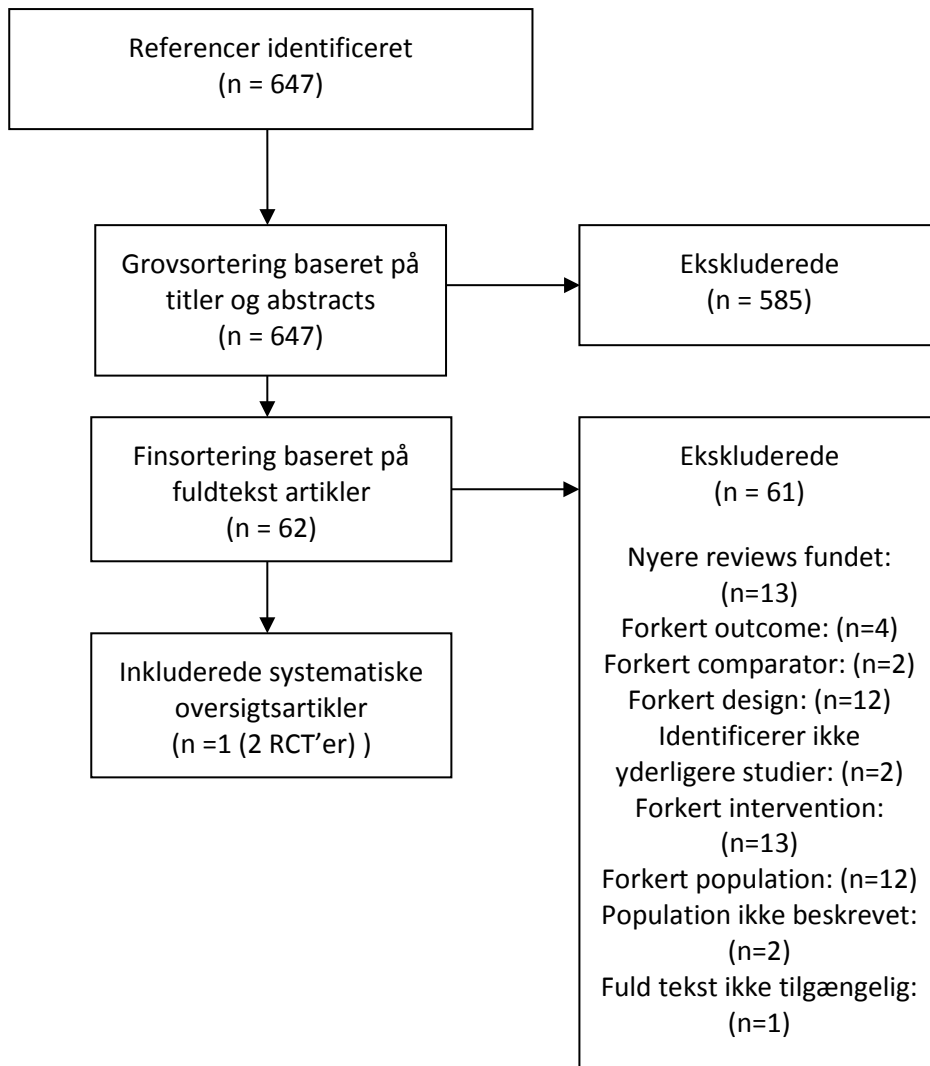 Referencer identificeret
(n = 647)
Grovsortering baseret på
titler og abstracts
(n = 647)
Ekskluderede
(n = 585)
Finsortering baseret på
fuldtekst artikler
(n = 62)
Ekskluderede
(n = 61)
Nyere reviews fundet:
(n=13)
Forkert outcome: (n=4)
Forkert comparator: (n=2)
Forkert design: (n=12)
Identificerer ikke
yderligere studier: (n=2)
Forkert intervention:
(n=13)
Forkert population: (n=12)
Population ikke beskrevet:
(n=2)
Fuld tekst ikke tilgængelig:
(n=1)
Inkluderede systematiske
oversigtsartikler
(n =1 (2 RCT’er) )